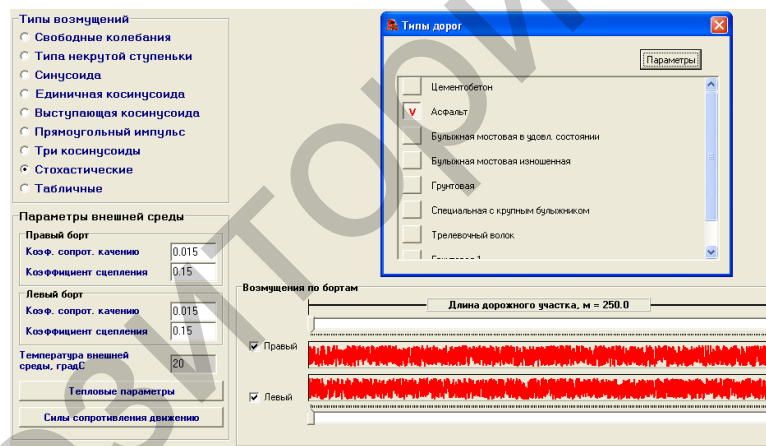 Типы возмущений
Свободные колебания
Типа некрутой ступеньки
Синусоида
Единичная косинусоида
Выступающая косинусоида
Прямоугольный импульс
Три косинусоиды
Стохастические
Табличные
Параметры внешней среды
Правый борт
Коэф. сопрот. качению 0.015
Коэффициент сцепления 0.15
Левый борт
Коэф. сопрот. качению 0.015
Коэффициент сцепления 0.15
Температура внешней
среды, градС 20
Тепловые параметры
Силы сопротивления движению
Типы дорог
Параметры
Цементобетон
V Асфальт
Булыжная мостовая в удовл. состоянии
Булыжная мостовая изношенная
Грунтовая
Специальная с крупным булыжником
Трелевочный волок
Грунтовая 1
Возмущения по бортам
Длина дорожного участка, м = 250.0
Правый
Левый